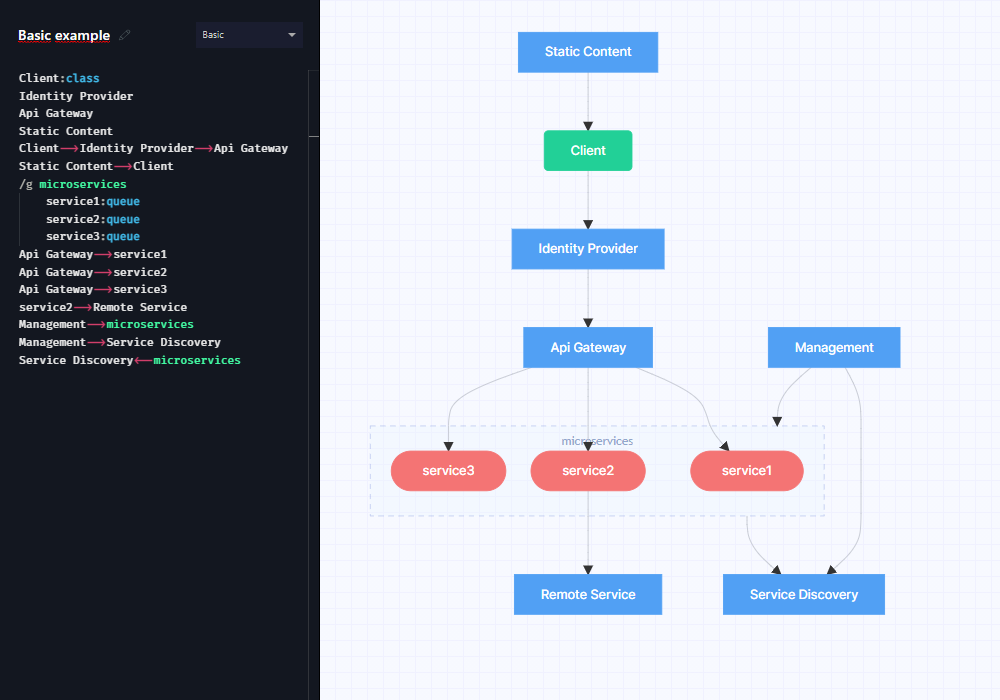 Basic example
Basic
Client:class
Identity Provider
Api Gateway
Static Content
Client⟶Identity Provider⟶Api Gateway
Static Content⟶Client
/g microservices
service1:queue
service2:queue
service3:queue
Api Gateway⟶service1
Api Gateway⟶service2
Api Gateway⟶service3
service2⟶Remote Service
Management⟶microservices
Management⟶Service Discovery
Service Discovery⟵microservices
Static Content
Client
Identity Provider
Api Gateway
Management
microservices
service3
service2
service1
Remote Service
Service Discovery